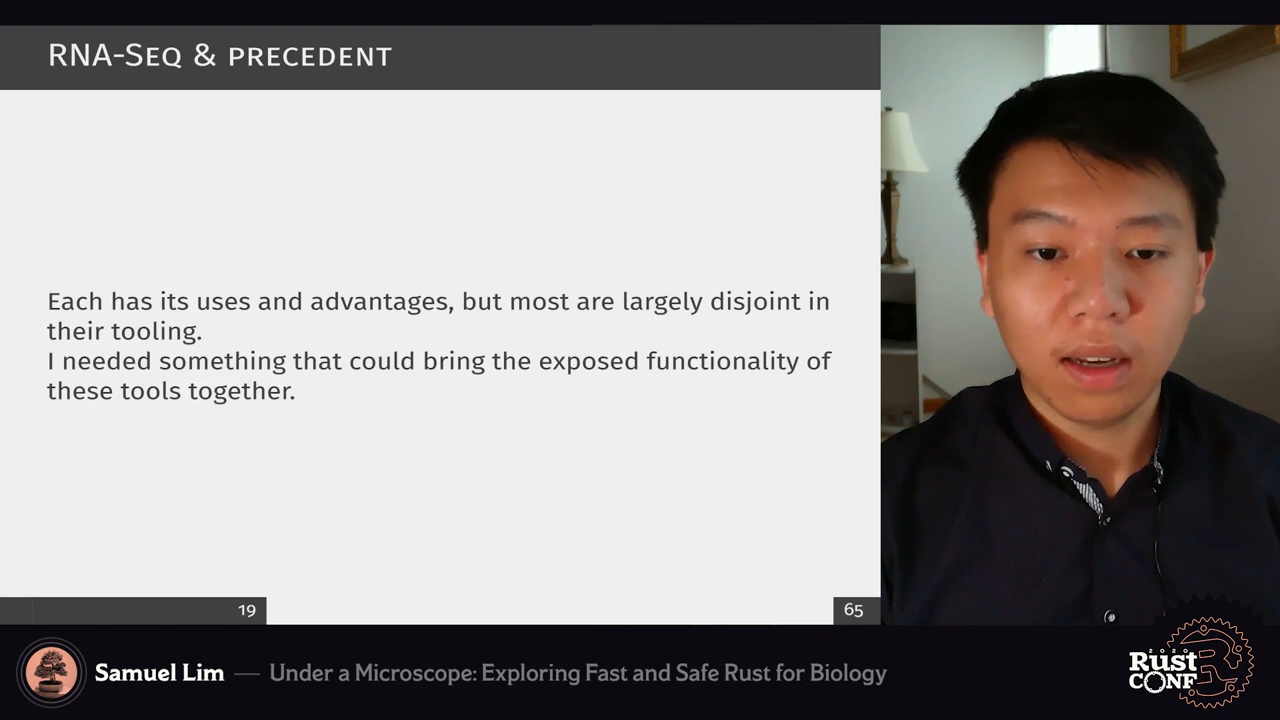 RNA-Seq & precedent
Each has its uses and advantages, but most are largely disjoint in
their tooling.
I needed something that could bring the exposed functionality of
these tools together.
19
65
Samuel Lim — Under a Microscope: Exploring Fast and Safe Rust for Biology
2020
Rust
CONF
R